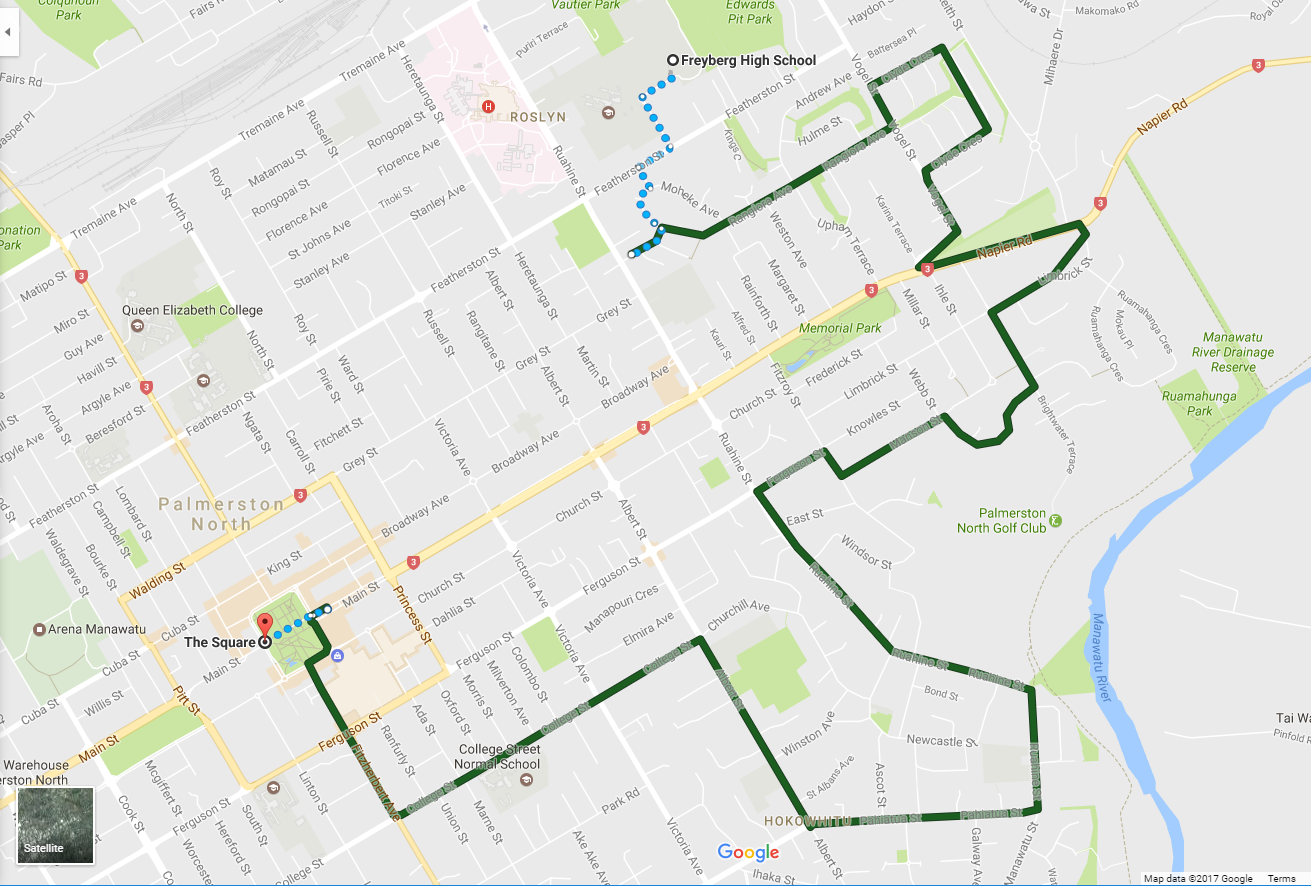 Colquhoun
Park
Fairs Rd
Vautier Park
Edwards
Pit Park
Haydon St
Makomako Rd
Royal Oak
Fairs Rd
Tremaine Ave
Heretaunga St
Puriri Terrace
Freyberg High School
Battersea Pl
Vogel St
Mihaere Dr
3
Tremaine Ave
Russell St
Rongopai St
H
ROSLYN
Featherston St
Andrew Ave
Napier Rd
Matamau St
Florence Ave
Ruahine St
Kings C
Hulme St
Vogel St
Roy St
Rongopai St
Titoki St
Featherston St
Rangiora Ave
North St
Florence Ave
Stanley Ave
Moheke Ave
Rangiora Ave
Karina Terrace
Vogel St
3
Tremaine Ave
St Johns Ave
Weston Ave
Upham Terrace
Napier Rd
Stanley Ave
Featherston St
Heretaunga St
Margaret St
3
Limbrick St
Matipo St
3
Albert St
Rainforth St
3
Millar St
Ihle St
Ruamahanga Cres
Queen Elizabeth College
Grey St
Alfred St
Memorial Park
Mokau Pl
Miro St
Roy St
Russell St
Rangitane St
Kauri St
Ruamahanga Cres
Manawatu
River Drainage
Reserve
Guy Ave
North St
Grey St
Martin St
Frederick St
Havill St
Ward St
Pirie St
Albert St
Broadway Ave
Fitzroy St
Limbrick St
Webb St
Argyle Ave
3
Church St
Ruamahunga
Park
Beresford St
Featherston St
Knowles St
Brightwater Terrace
Aroha St
Ngata St
Carroll St
Fitchett St
Victoria Ave
Broadway Ave
3
Ruahine St
Argyle Ave
Grey St
Ferguson St
Palmerston
North
3
Lombard St
Church St
Albert St
East St
Palmerston
North Golf Club
Featherston St
Campbell St
Broadway Ave
Windsor St
Waldegrave St
Bourke St
King St
3
Victoria Ave
Ferguson St
Ruahine St
Walding St
Main St
Church St
Manapouri Cres
Churchill Ave
Princess St
Dahlia St
Elmira Ave
Manawatu River
Arena Manawatu
Cuba St
The Square
Ferguson St
Victoria Ave
College St
Ruahine St
Cuba St
Main St
Colombo St
Milverton Ave
Morris St
Albert St
Ruahine St
Bond St
Cuba St
Willis St
Pitt St
Oxford St
Ada St
College St
Winston Ave
Newcastle St
Tai Wa
Pinfold R
Main St
Ferguson St
Ranfurly St
College Street
Normal School
Warehouse
erston North
Fitzherbert Ave
St Albans Ave
Ascot St
Ruahine St
Mcgiffert St
Linton St
College St
Park Rd
Cook St
Ferguson St
South St
Hereford St
Union St
Marne St
Victoria Ave
HOKOWHITU
Satellite
Worcester
College St
Ake Ake Ave
Google
Albert St
Ihaka St
Galway Ave
Manawatu St
Map data ©2017 Google
Terms